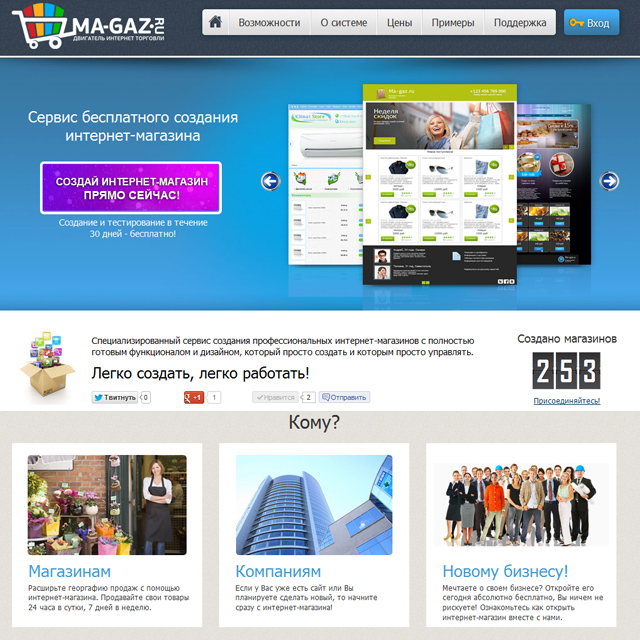 MA-GAZ.RU
ДВИГАТЕЛЬ ИНТЕРНЕТ ТОРГОВЛИ
Возможности
О системе
Цены
Примеры
Поддержка
Вход
Сервис бесплатного создания
интернет-магазина
СОЗДАЙ ИНТЕРНЕТ-МАГАЗИН
ПРЯМО СЕЙЧАС!
Создание и тестирование в течение
30 дней - бесплатно!
Ma-gaz.ru
Неделя
скидок
Специализированный сервис создания профессиональных интернет-магазинов с полностью
готовым функционалом и дизайном, который просто создать и которым просто управлять.
Легко создать, легко работать!
Твитнуть 0
+1 1
Нравится 2
Отправить
Создано магазинов
253
Присоединяйтесь!
Кому?
Магазинам
Расширьте географию продаж с помощью
интернет-магазина. Продавайте свои товары
24 часа в сутки, 7 дней в неделю.
Компаниям
Если у Вас уже есть сайт или Вы
планируете сделать новый, то начните
сразу с интернет-магазина!
Новому бизнесу!
Мечтаете о своем бизнесе? Откройте его
сегодня абсолютно бесплатно, Вы ничем не
рискуете! Ознакомьтесь как открыть
интернет-магазин вместе с нами.